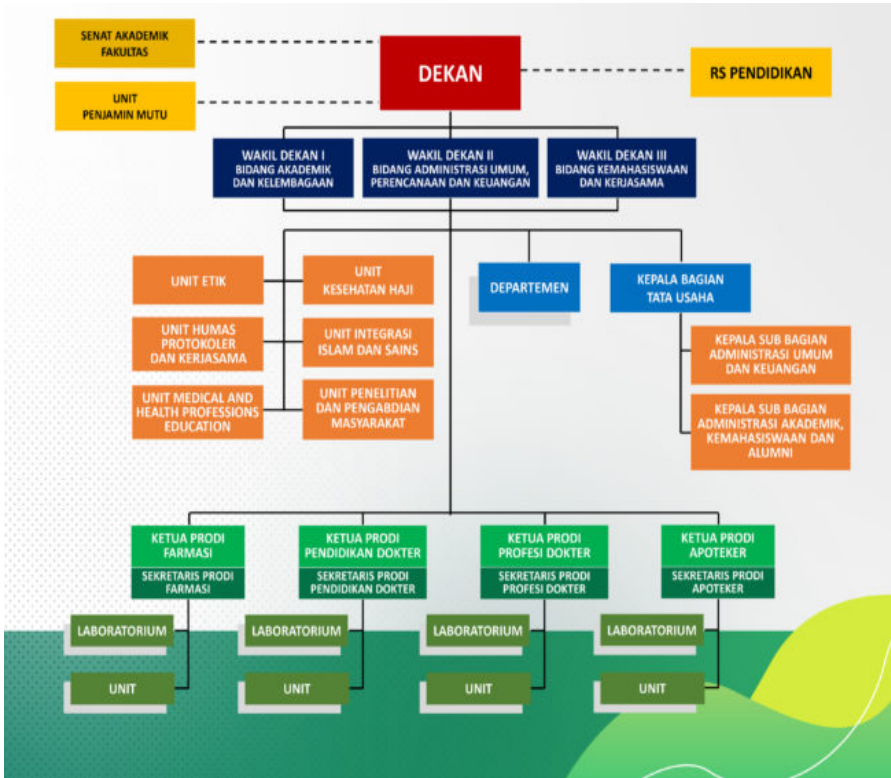 SENAT AKADEMIK
FAKULTAS
DEKAN
RS PENDIDIKAN
UNIT
PENJAMIN MUTU
WAKIL DEKAN I
BIDANG AKADEMIK
DAN KELEMBAGAAN
WAKIL DEKAN II
BIDANG ADMINISTRASI UMUM,
PERENCANAAN DAN KEUANGAN
WAKIL DEKAN III
BIDANG KEMAHASISWAAN
DAN KERJASAMA
UNIT ETIK
UNIT
KESEHATAN HAJI
DEPARTEMEN
KEPALA BAGIAN
TATA USAHA
UNIT HUMAS
PROTOKOLER
DAN KERJASAMA
UNIT INTEGRASI
ISLAM DAN SAINS
KEPALA SUB BAGIAN
ADMINISTRASI UMUM
DAN KEUANGAN
UNIT MEDICAL AND
HEALTH PROFESSIONS
EDUCATION
UNIT PENELITIAN
DAN PENGABDIAN
MASYARAKAT
KEPALA SUB BAGIAN
ADMINISTRASI AKADEMIK,
KEMAHASISWAAN DAN
ALUMNI
KETUA PRODI
FARMASI
SEKRETARIS PRODI
FARMASI
KETUA PRODI
PENDIDIKAN DOKTER
SEKRETARIS PRODI
PENDIDIKAN DOKTER
KETUA PRODI
PROFESI DOKTER
SEKRETARIS PRODI
PROFESI DOKTER
KETUA PRODI
APOTEKER
SEKRETARIS PRODI
APOTEKER
LABORATORIUM
LABORATORIUM
LABORATORIUM
LABORATORIUM
UNIT
UNIT
UNIT
UNIT